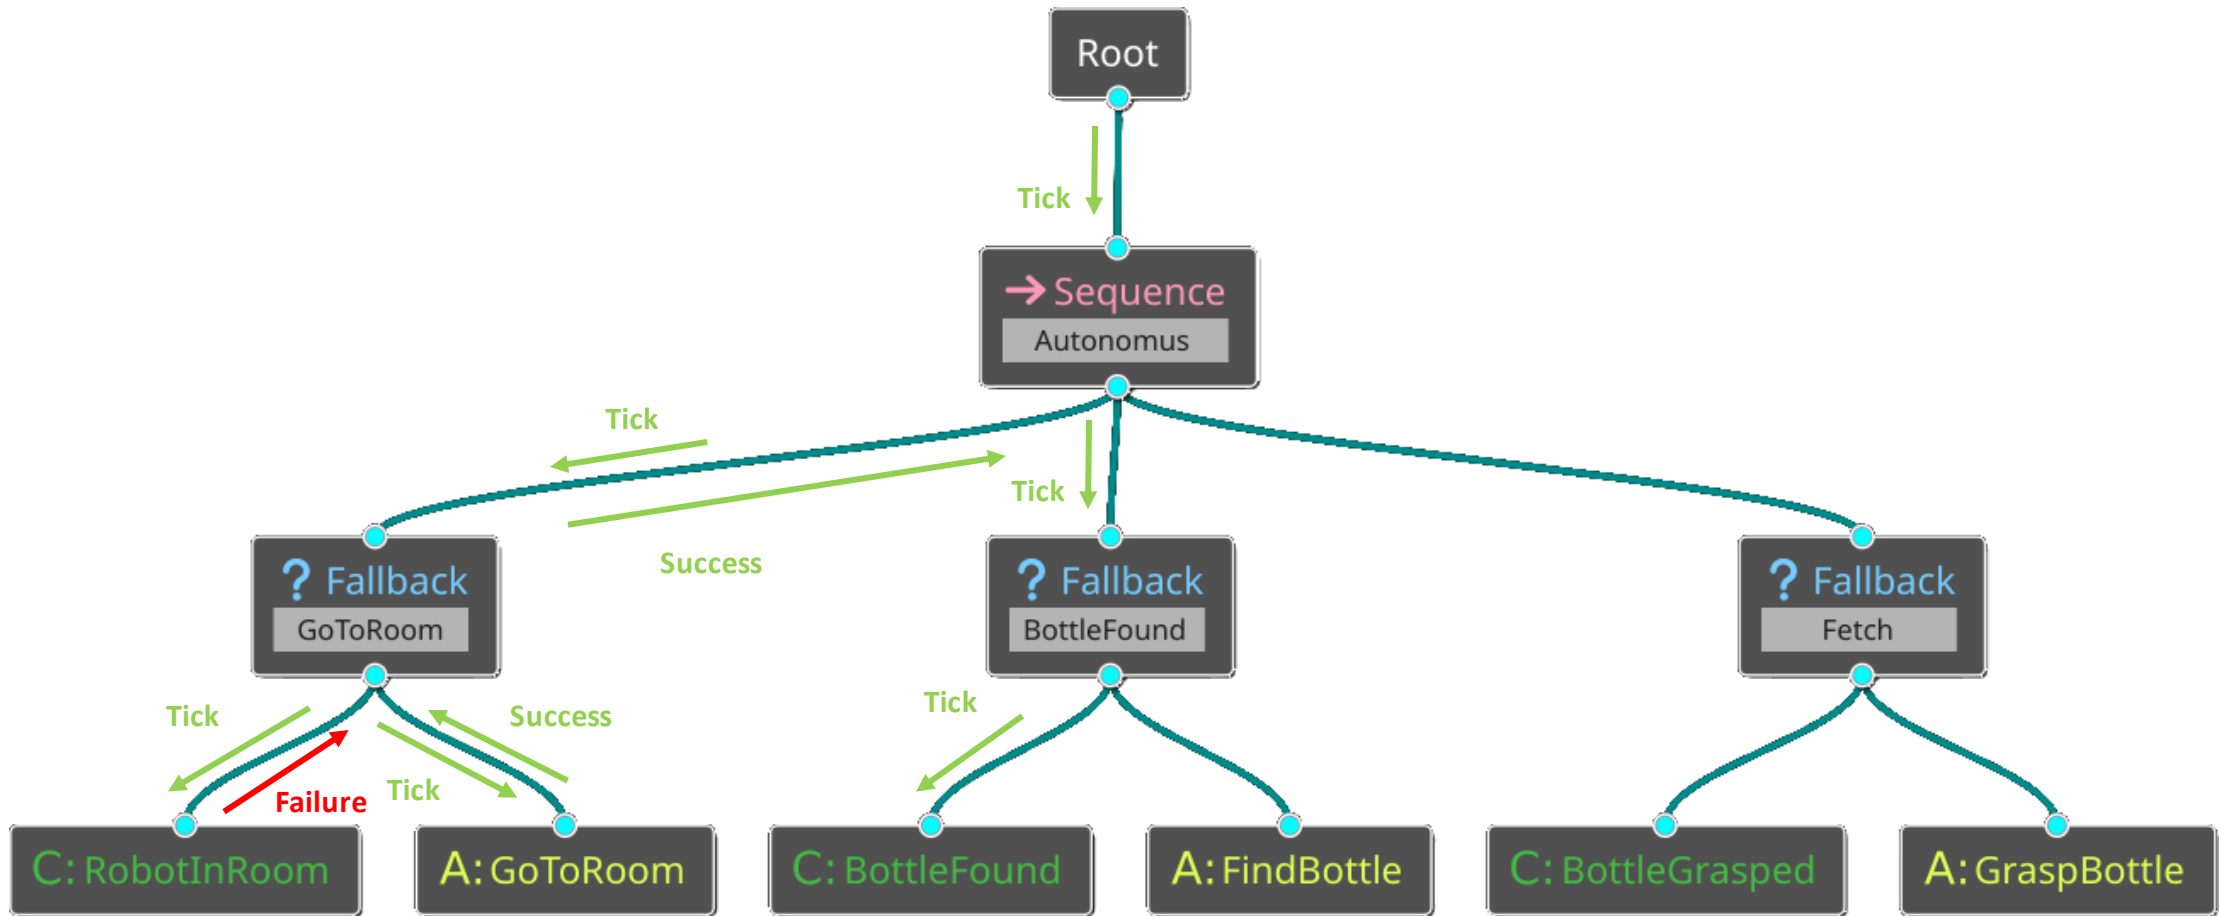 Root
Tick
→ Sequence
Autonomus
Tick
Tick
Success
? Fallback
GoToRoom
? Fallback
BottleFound
? Fallback
Fetch
Tick
Success
Tick
Failure
Tick
C: RobotInRoom
A: GoToRoom
C: BottleFound
A: FindBottle
C: BottleGrasped
A: GraspBottle